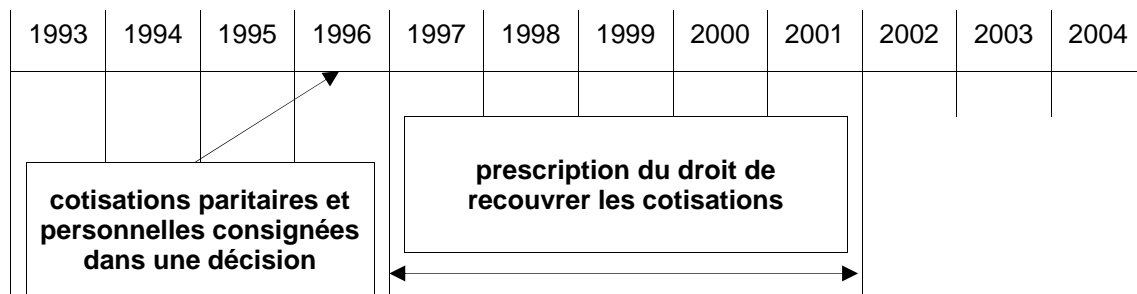 1993 1994 1995 1996 1997 1998 1999 2000 2001 2002 2003 2004
cotisations paritaires et
personnelles consignées
dans une décision
prescription du droit de
recouvrer les cotisations